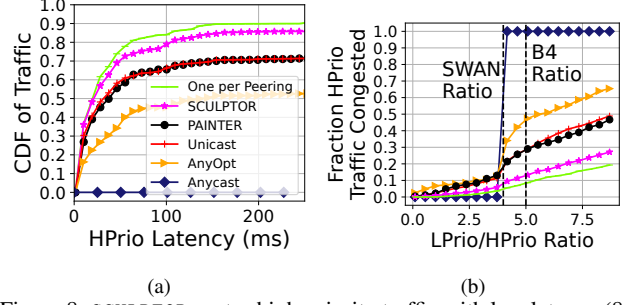 1.0
0.9
0.8
0.7
0.6
0.5
0.4
0.3
0.2
0.1
0.0
CDF of Traffic
One per Peering
SCULPTOR
PAINTER
Unicast
AnyOpt
Anycast
0 100 200
HPrio Latency (ms)
(a)
1.0
0.9
0.8
0.7
0.6
0.5
0.4
0.3
0.2
0.1
0.0
Fraction HPrio
Traffic Congested
SWAN
Ratio
B4
Ratio
0.0 2.5 5.0 7.5
LPrio/HPrio Ratio
(b)